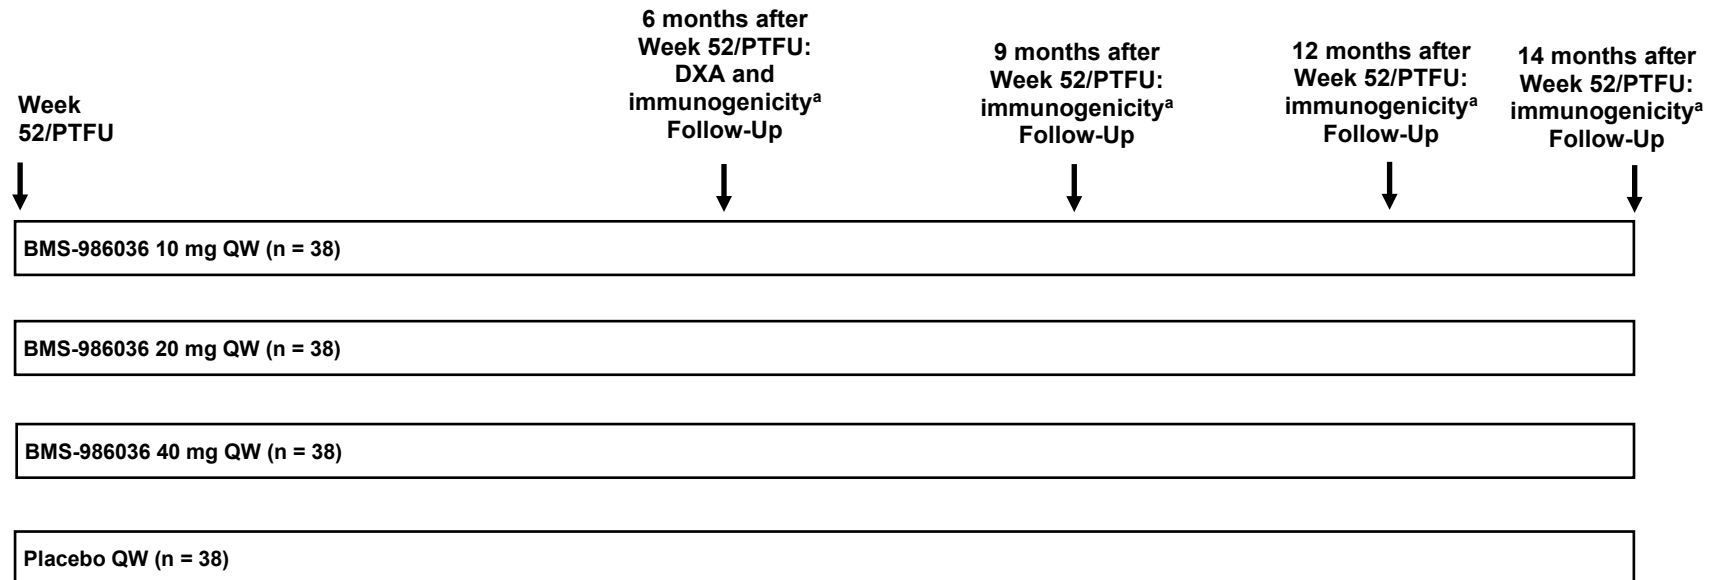 Week
52/PTFU
6 months after
Week 52/PTFU:
DXA and
immunogenicityᵃ
Follow-Up
9 months after
Week 52/PTFU:
immunogenicityᵃ
Follow-Up
12 months after
Week 52/PTFU:
immunogenicityᵃ
Follow-Up
14 months after
Week 52/PTFU:
immunogenicityᵃ
Follow-Up
BMS-986036 10 mg QW (n = 38)
BMS-986036 20 mg QW (n = 38)
BMS-986036 40 mg QW (n = 38)
Placebo QW (n = 38)